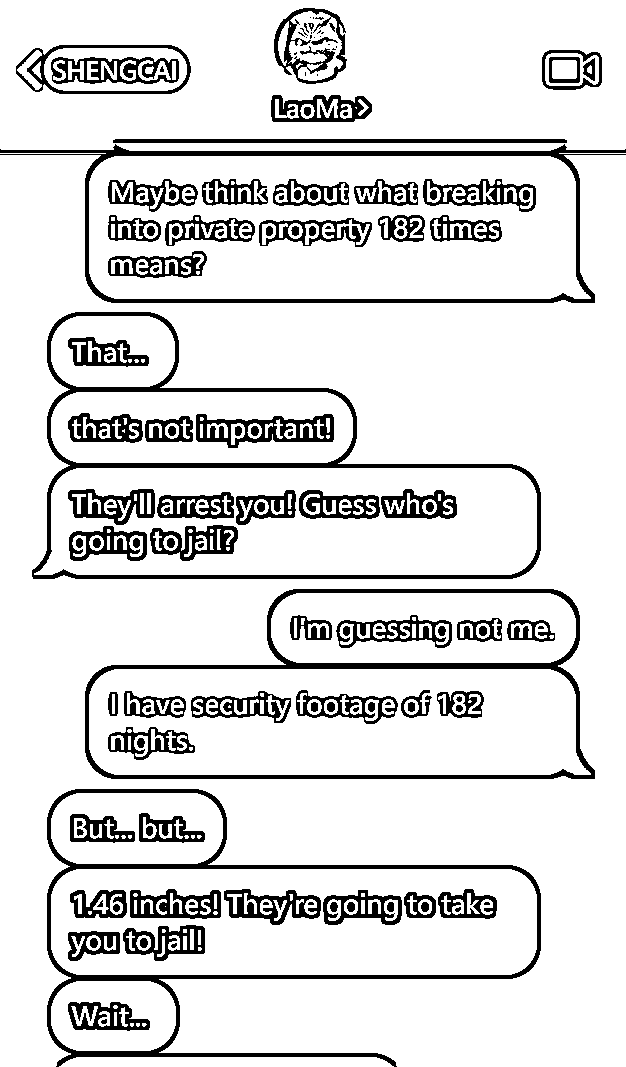 SHENGCAI
LaoMa>
Maybe think about what breaking
into private property 182 times
means?
That...
that's not important!
They'll arrest you! Guess who's
going to jail?
I'm guessing not me.
I have security footage of 182
nights.
But... but...
1.46 inches! They're going to take
you to jail!
Wait...